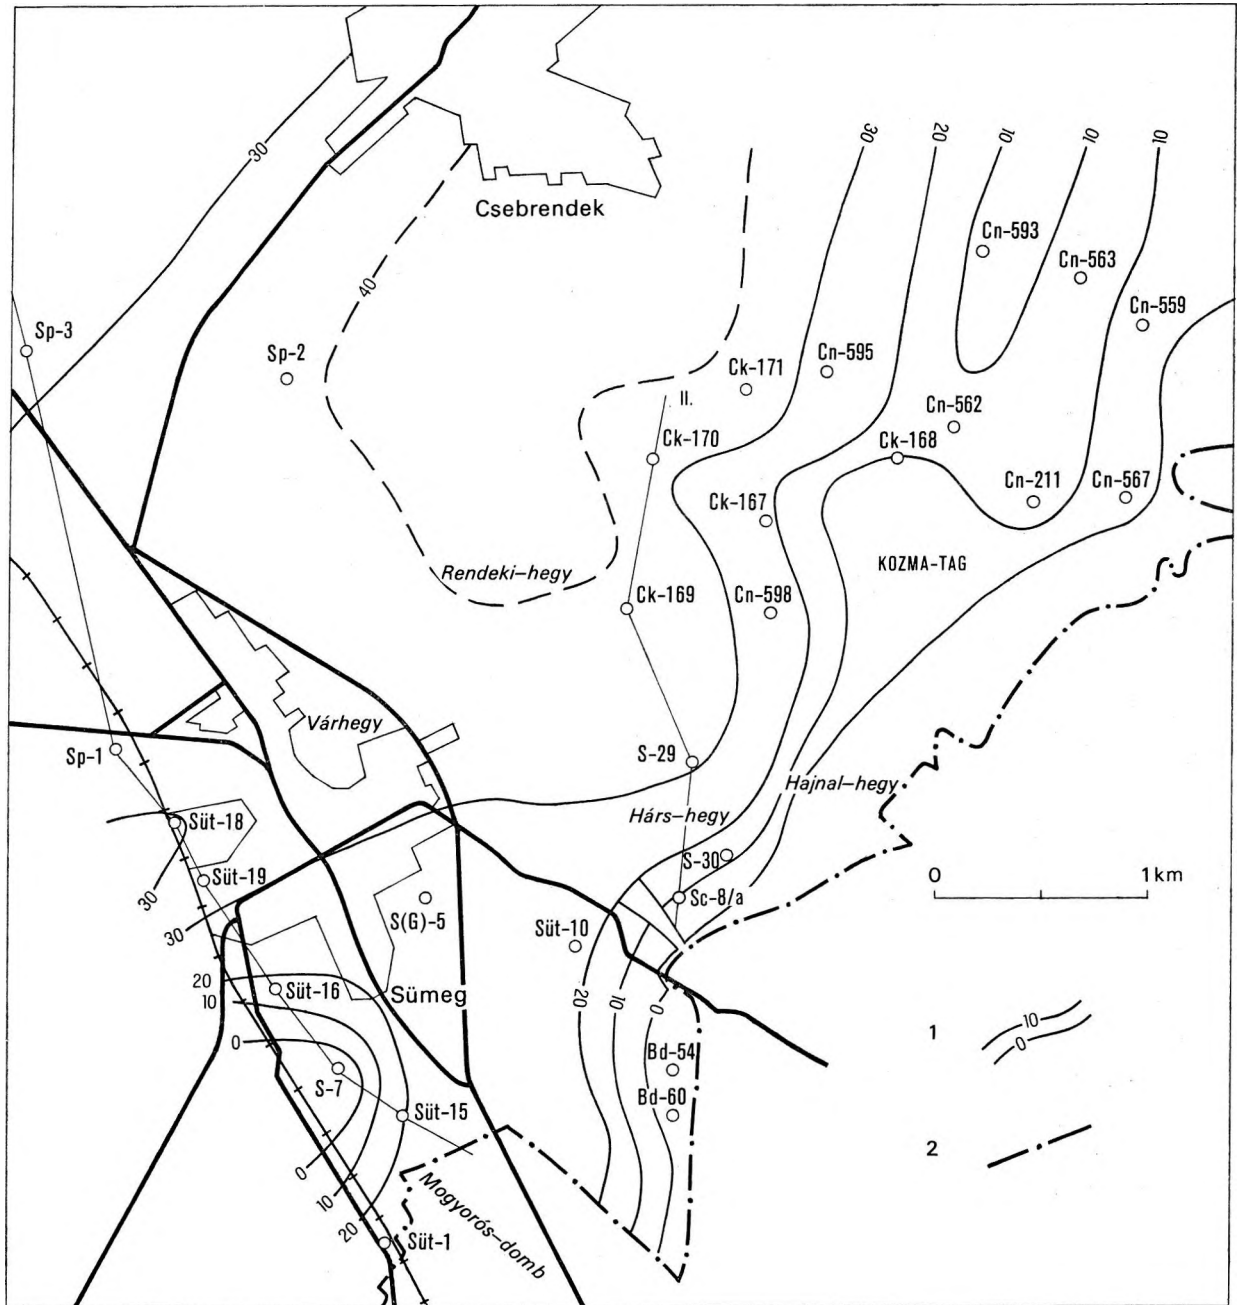 30
20
10
10
10
30
Csebrendek
Cn-593
Cn-563
40
Cn-559
Sp-3
Sp-2
Ck-171
Cn-595
II.
Cn-562
Ck-170
Ck-168
Cn-211
Cn-567
Ck-167
Rendeki-hegy
KOZMA-TAG
Ck-169
Cn-598
Várhegy
Sp-1
S-29
Hajnal-hegy
Hárs-hegy
Süt-18
S-30
Süt-19
0
1 km
30
Sc-8/a
S(G)-5
30
Süt-10
20
Süt-16
Sümeg
10
20
10
0
0
1
10
0
Bd-54
S-7
Bd-60
Süt-15
2
0
10
Mogyorós-domb
20
Süt-1